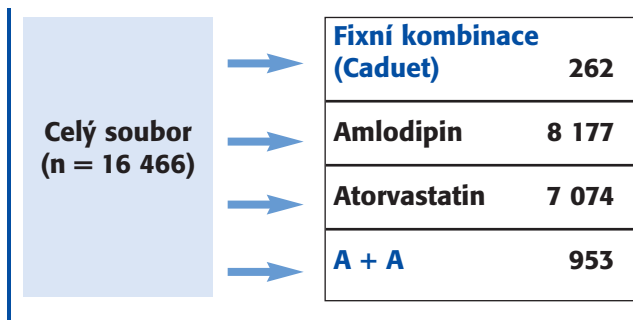 Celý soubor
(n = 16 466)
Fixní kombinace
(Caduet) 262
Amlodipin 8 177
Atorvastatin 7 074
A + A 953